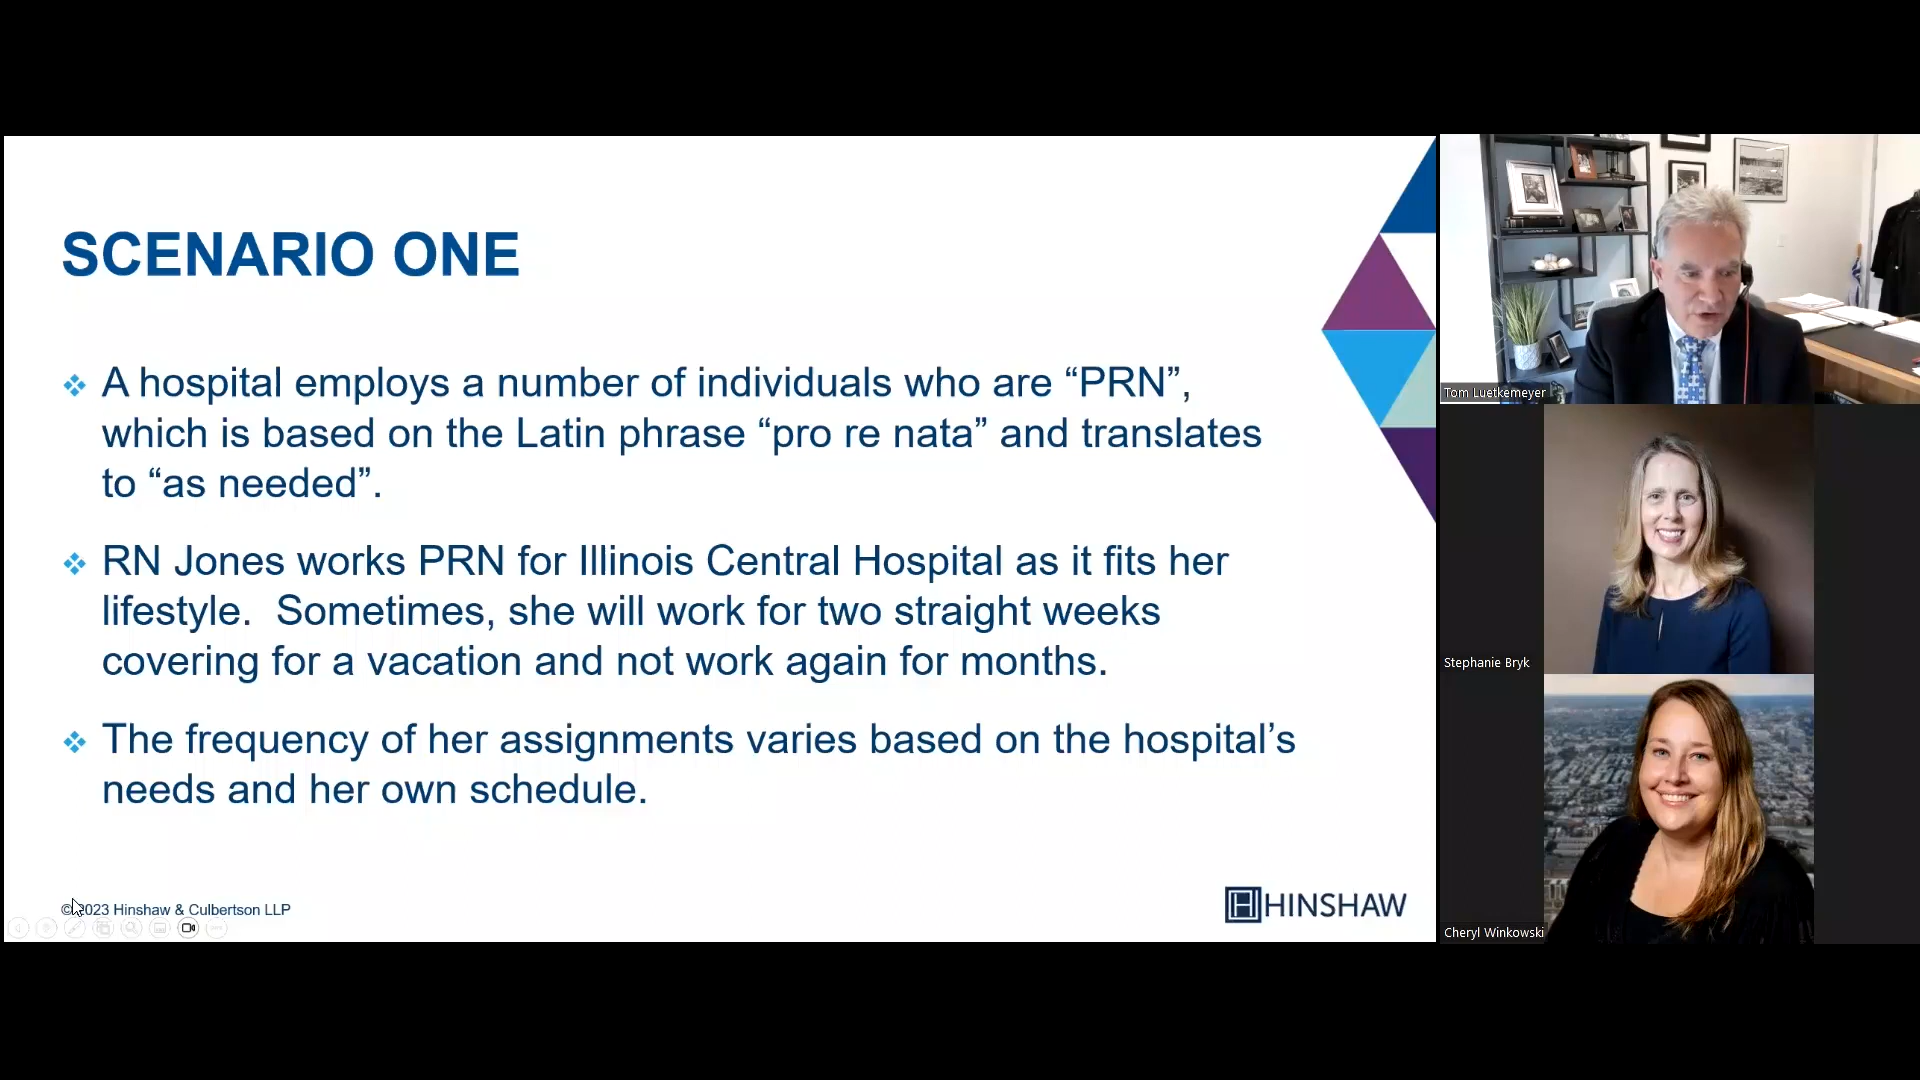 SCENARIO ONE
A hospital employs a number of individuals who are “PRN”,
which is based on the Latin phrase “pro re nata” and translates
to “as needed”.
RN Jones works PRN for Illinois Central Hospital as it fits her
lifestyle.  Sometimes, she will work for two straight weeks
covering for a vacation and not work again for months.
The frequency of her assignments varies based on the hospital’s
needs and her own schedule.
© 2023 Hinshaw & Culbertson LLP
HINSHAW
Tom Luetkemeyer
Stephanie Bryk
Cheryl Winkowski